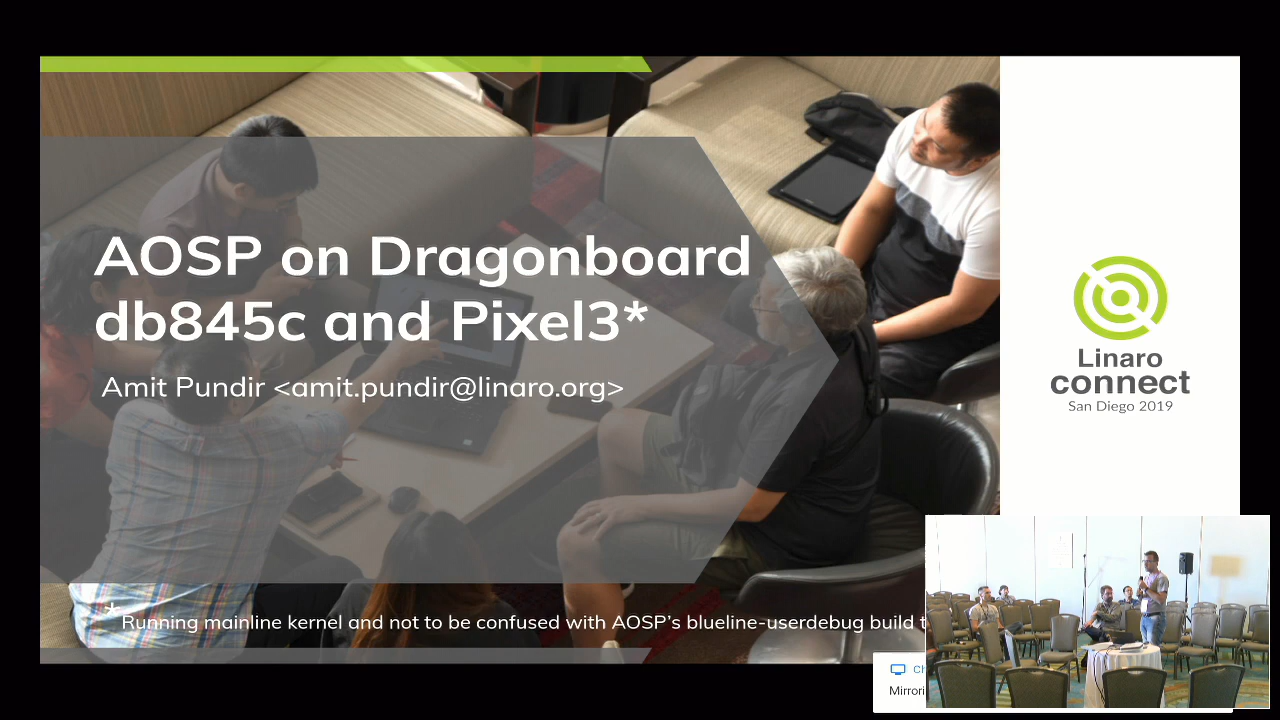 AOSP on Dragonboard
db845c and Pixel3*
Amit Pundir <amit.pundir@linaro.org>
Linaro
connect
San Diego 2019
*Running mainline kernel and not to be confused with AOSP's blueline-userdebug build